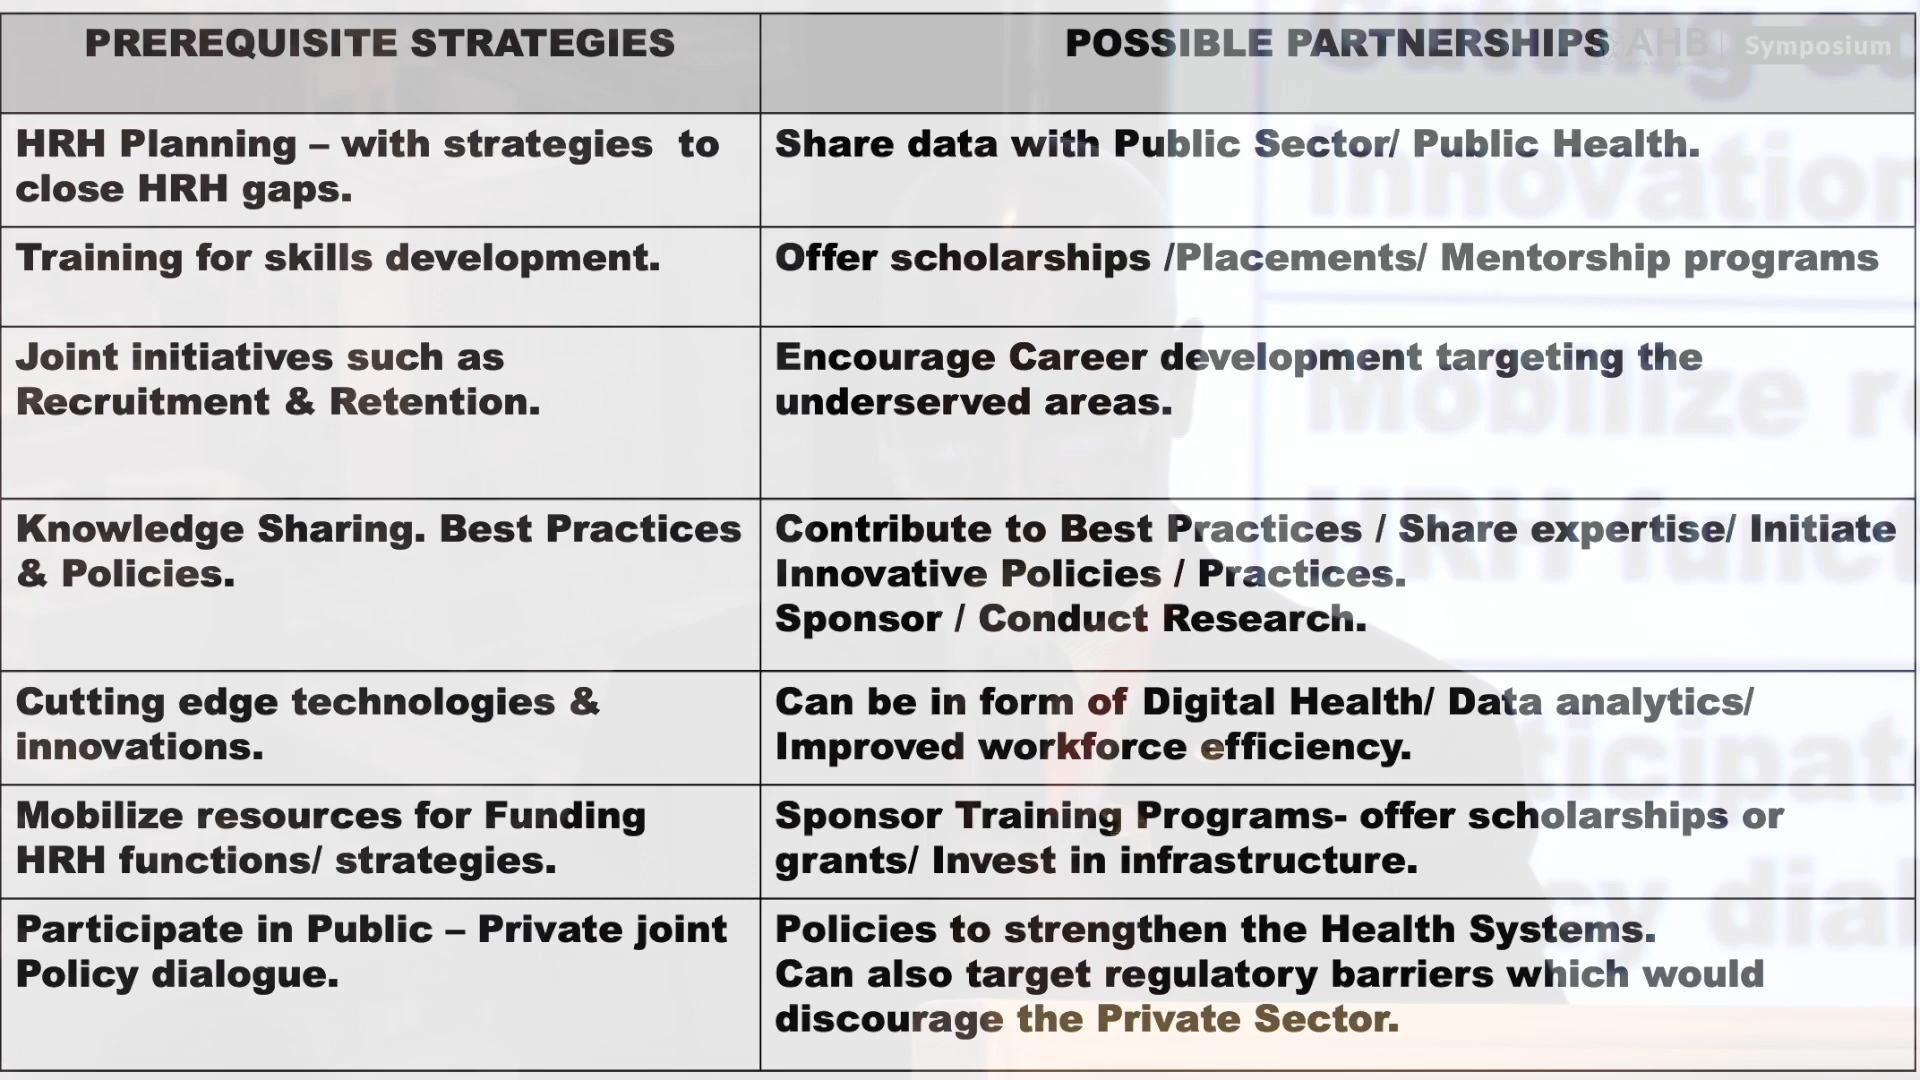 PREREQUISITE STRATEGIES
POSSIBLE PARTNERSHIPS
AHB Symposium
HRH Planning – with strategies to
close HRH gaps.
Share data with Public Sector/ Public Health.
Training for skills development.
Offer scholarships /Placements/ Mentorship programs
Joint initiatives such as
Recruitment & Retention.
Encourage Career development targeting the
underserved areas.
Knowledge Sharing. Best Practices
& Policies.
Contribute to Best Practices / Share expertise/ Initiate
Innovative Policies / Practices.
Sponsor / Conduct Research.
Cutting edge technologies &
innovations.
Can be in form of Digital Health/ Data analytics/
Improved workforce efficiency.
Mobilize resources for Funding
HRH functions/ strategies.
Sponsor Training Programs- offer scholarships or
grants/ Invest in infrastructure.
Participate in Public – Private joint
Policy dialogue.
Policies to strengthen the Health Systems.
Can also target regulatory barriers which would
discourage the Private Sector.